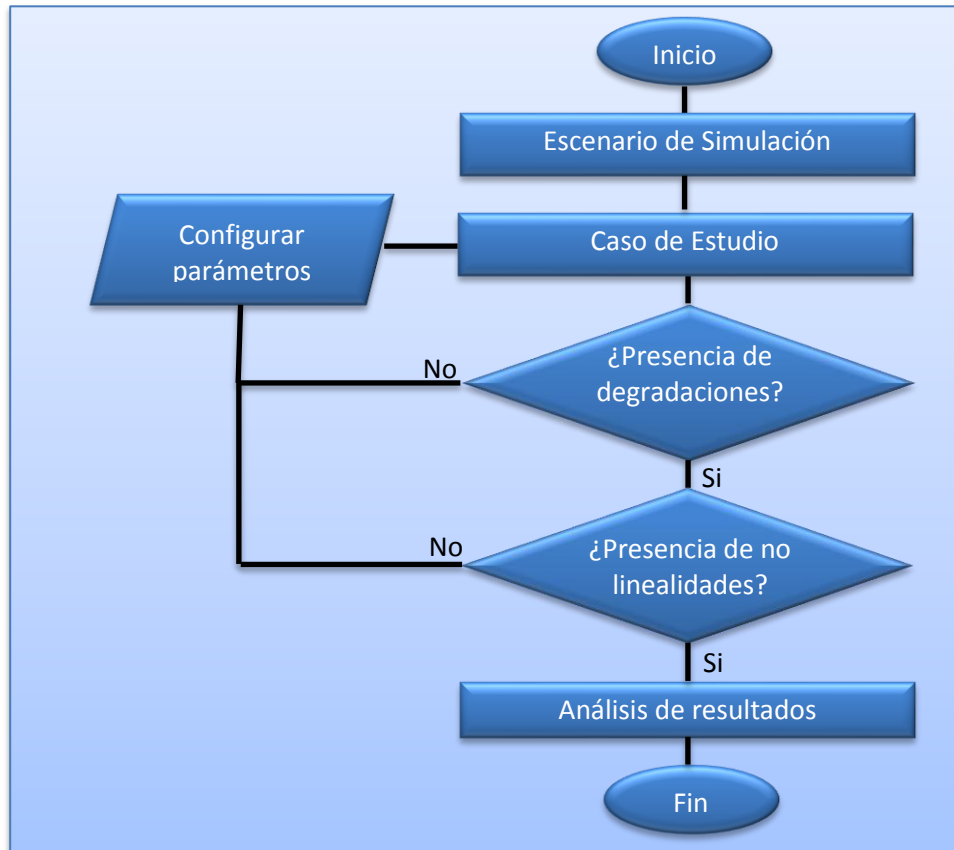 Inicio
Escenario de Simulación
Configurar
parámetros
Caso de Estudio
¿Presencia de
degradaciones?
No
Si
¿Presencia de no
linealidades?
No
Si
Análisis de resultados
Fin